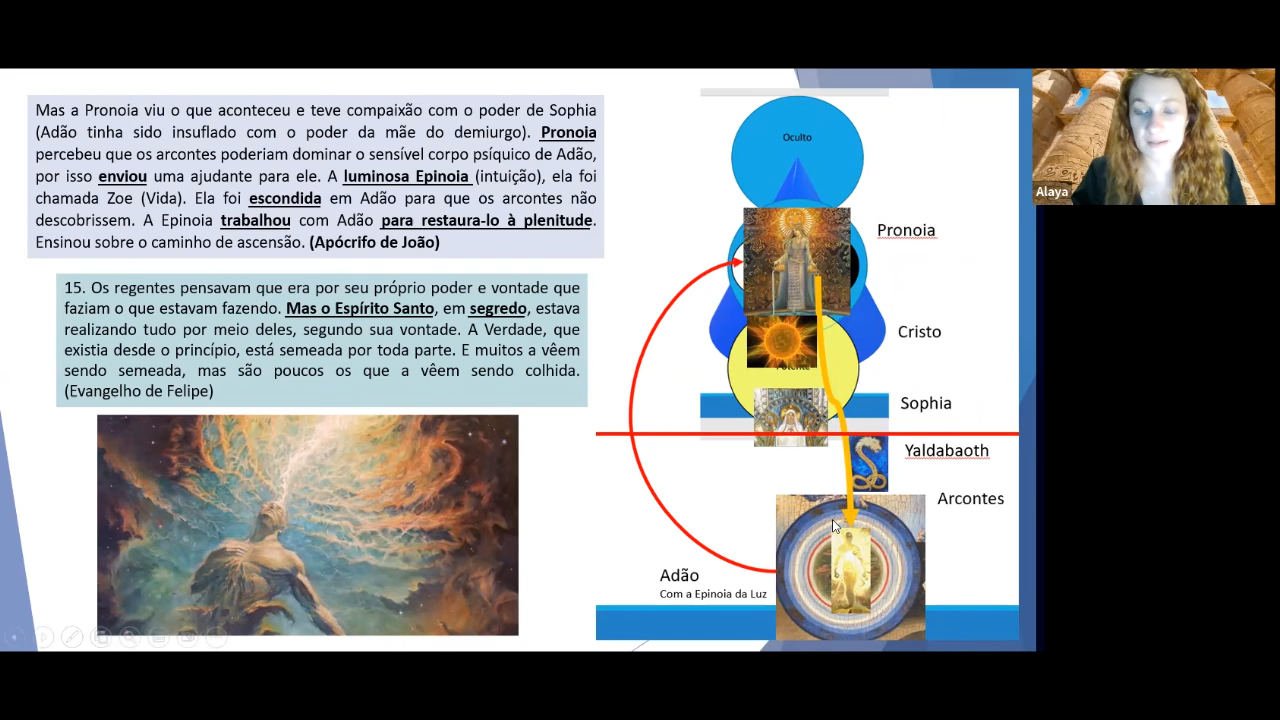 Mas a Pronoia viu o que aconteceu e teve compaixão com o poder de Sophia
(Adão tinha sido insuflado com o poder da mãe do demiurgo). Pronoia
percebeu que os arcontes poderiam dominar o sensível corpo psíquico de Adão,
por isso enviou uma ajudante para ele. A luminosa Epinoia (intuição), ela foi
chamada Zoe (Vida). Ela foi escondida em Adão para que os arcontes não
descobrissem. A Epinoia trabalhou com Adão para restaura-lo à plenitude.
Ensinou sobre o caminho de ascensão. (Apócrifo de João)
15. Os regentes pensavam que era por seu próprio poder e vontade que
faziam o que estavam fazendo. Mas o Espírito Santo, em segredo, estava
realizando tudo por meio deles, segundo sua vontade. A Verdade, que
existia desde o princípio, está semeada por toda parte. E muitos a vêem
sendo semeada, mas são poucos os que a vêem sendo colhida.
(Evangelho de Felipe)
Oculto
Pronoia
Cristo
Sophia
Yaldabaoth
Arcontes
Adão
Com a Epinoia da Luz
Alaya